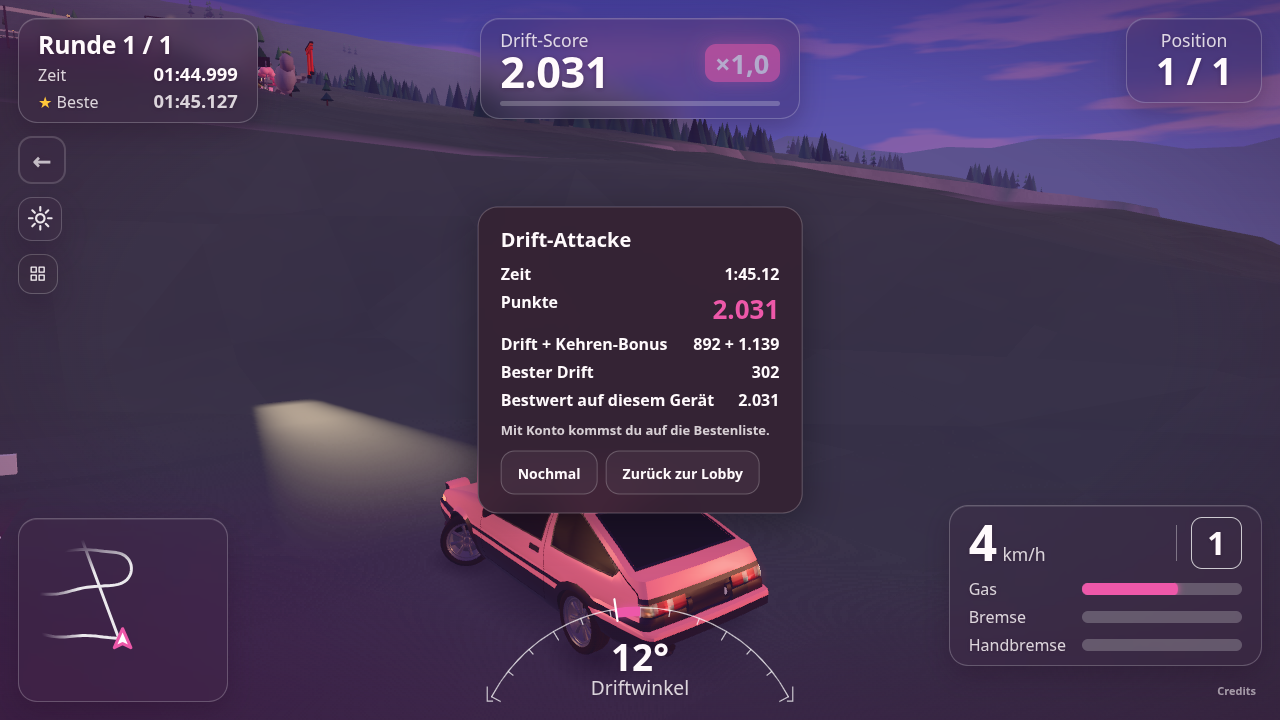 Runde 1 / 1
Zeit 01:44.999
★ Beste 01:45.127
Drift-Score
2.031 ×1,0
Position
1 / 1
Drift-Attacke
Zeit 1:45.12
Punkte 2.031
Drift + Kehren-Bonus 892 + 1.139
Bester Drift 302
Bestwert auf diesem Gerät 2.031
Mit Konto kommst du auf die Bestenliste.
Nochmal Zurück zur Lobby
12°
Driftwinkel
4 km/h 1
Gas
Bremse
Handbremse
Credits